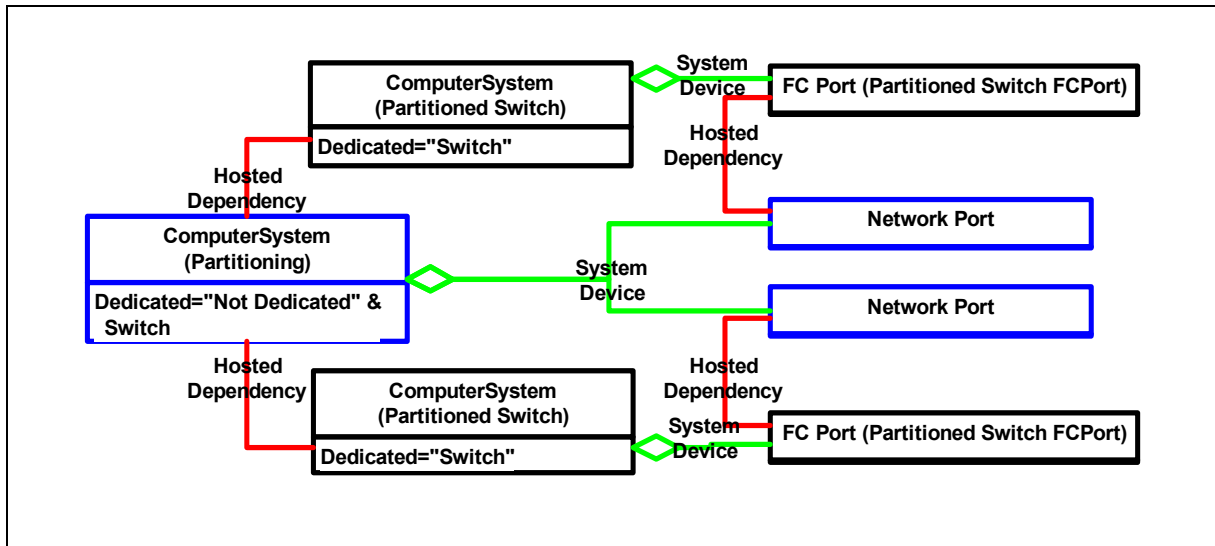 ComputerSystem
(Partitioned Switch)
Dedicated="Switch"
System
Device
FC Port (Partitioned Switch FCPort)
Hosted
Dependency
Hosted
Dependency
Network Port
ComputerSystem
(Partitioning)
Dedicated="Not Dedicated" &
Switch
System
Device
Network Port
Hosted
Dependency
Hosted
Dependency
ComputerSystem
(Partitioned Switch)
Dedicated="Switch"
System
Device
FC Port (Partitioned Switch FCPort)